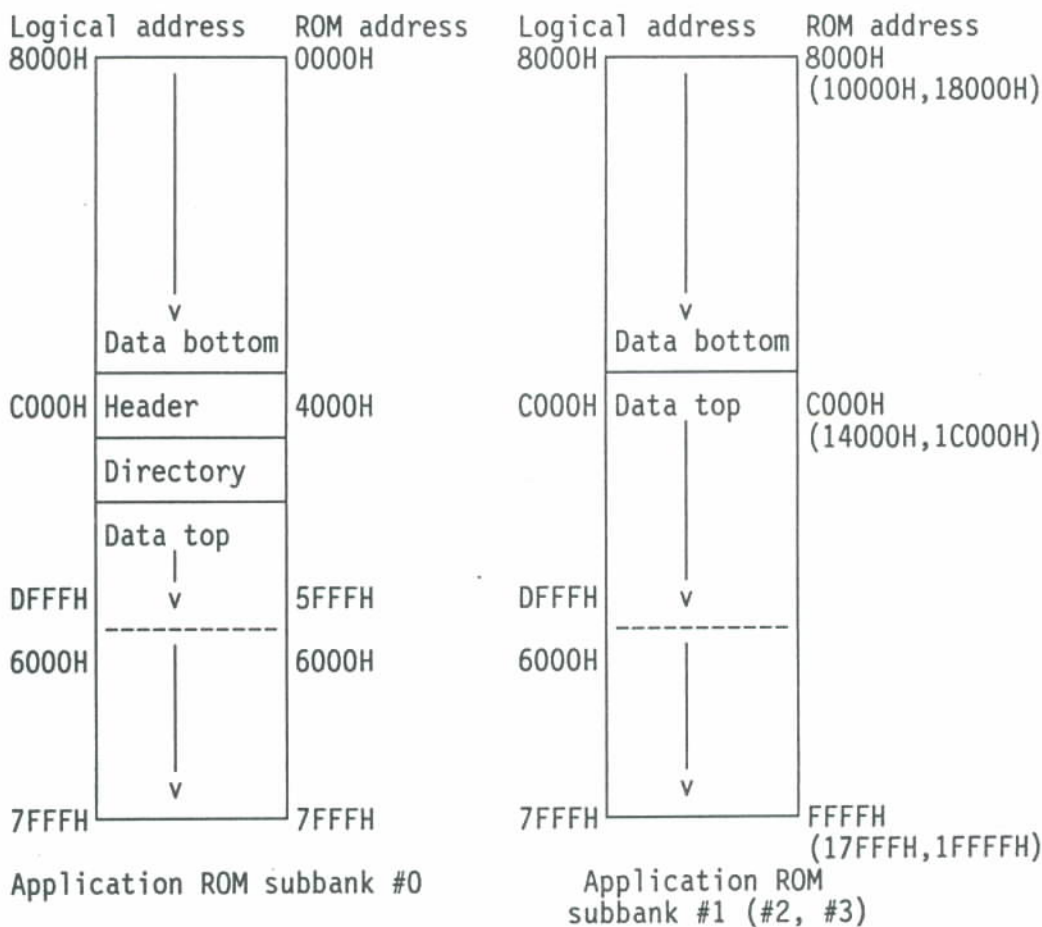 Logical address ROM address Logical address ROM address
8000H 0000H 8000H 8000H
(10000H,18000H)
Data bottom Data bottom
C000H Header 4000H C000H Data top C000H
(14000H,1C000H)
Directory
Data top
DFFFH 5FFFH DFFFH
6000H 6000H 6000H
7FFFH 7FFFH 7FFFH FFFFH
(17FFFH,1FFFFH)
Application ROM subbank #0 Application ROM
subbank #1 (#2, #3)